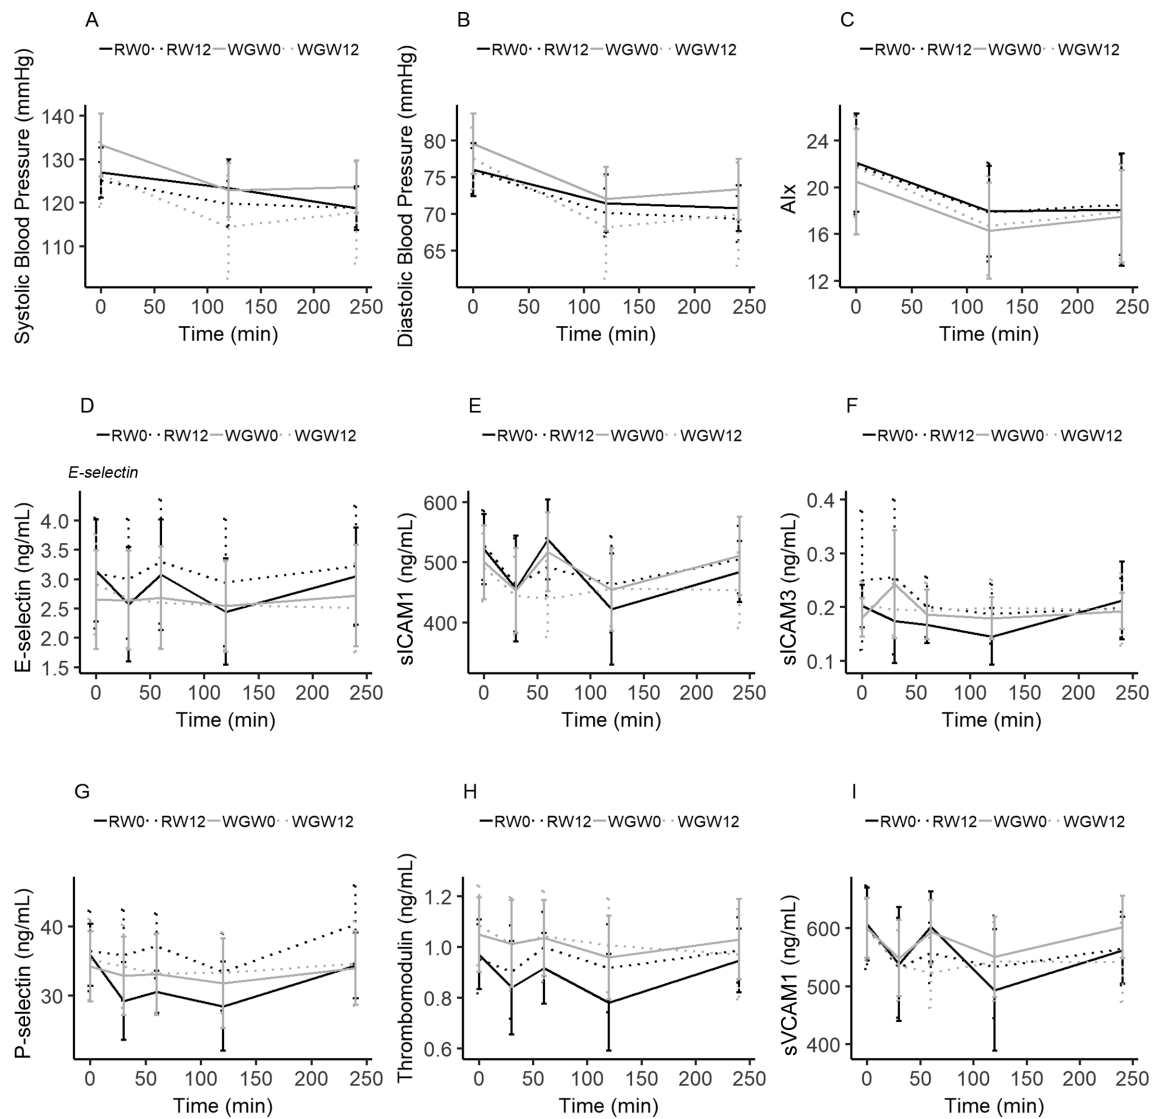 A B C
RW0 RW12 WGW0 WGW12 RW0 RW12 WGW0 WGW12 RW0 RW12 WGW0 WGW12
Systolic Blood Pressure (mmHg)
140
130
120
110
0 50 100 150 200 250
Time (min)
Diastolic Blood Pressure (mmHg)
80
75
70
65
0 50 100 150 200 250
Time (min)
AIx
24
20
16
12
0 50 100 150 200 250
Time (min)
D E F
RW0 RW12 WGW0 WGW12 RW0 RW12 WGW0 WGW12 RW0 RW12 WGW0 WGW12
E-selectin
E-selectin (ng/mL)
4.0
3.5
3.0
2.5
2.0
1.5
0 50 100 150 200 250
Time (min)
sICAM1 (ng/mL)
600
500
400
0 50 100 150 200 250
Time (min)
sICAM3 (ng/mL)
0.4
0.3
0.2
0.1
0 50 100 150 200 250
Time (min)
G H I
RW0 RW12 WGW0 WGW12 RW0 RW12 WGW0 WGW12 RW0 RW12 WGW0 WGW12
P-selectin (ng/mL)
40
30
0 50 100 150 200 250
Time (min)
Thrombomodulin (ng/mL)
1.2
1.0
0.8
0.6
0 50 100 150 200 250
Time (min)
sVCAM1 (ng/mL)
600
500
400
0 50 100 150 200 250
Time (min)